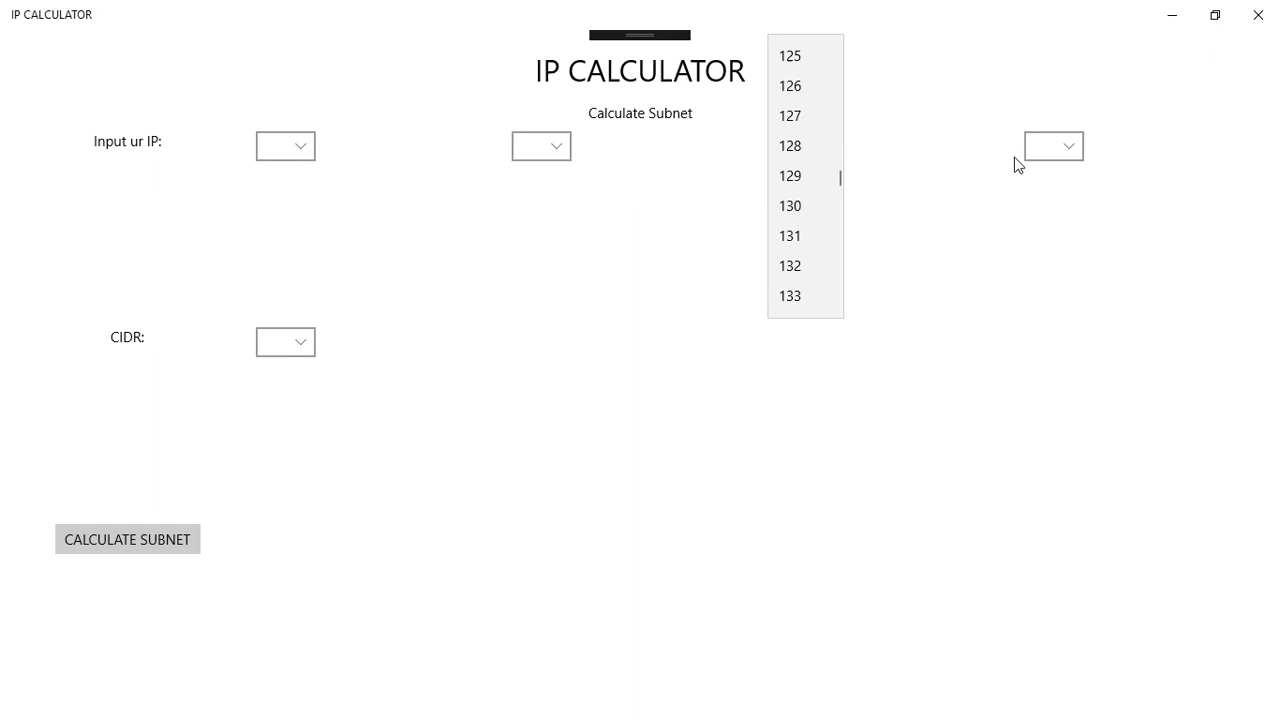 IP CALCULATOR
IP CALCULATOR
Calculate Subnet
Input ur IP:
125
126
127
128
129
130
131
132
133
CIDR:
CALCULATE SUBNET